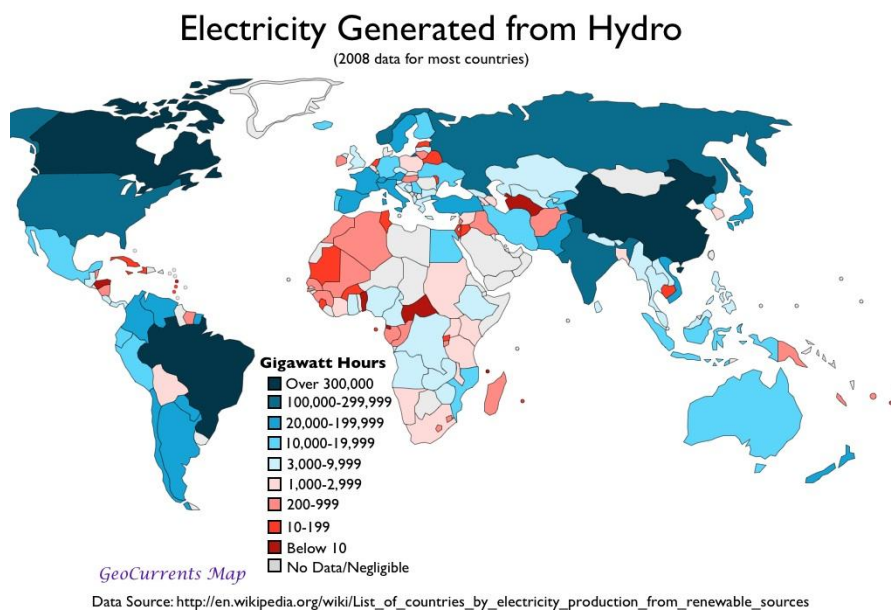 Electricity Generated from Hydro
(2008 data for most countries)
Gigawatt Hours
Over 300,000
100,000-299,999
20,000-199,999
10,000-19,999
3,000-9,999
1,000-2,999
200-999
10-199
Below 10
No Data/Negligible
GeoCurrents Map
Data Source: http://en.wikipedia.org/wiki/List_of_countries_by_electricity_production_from_renewable_sources